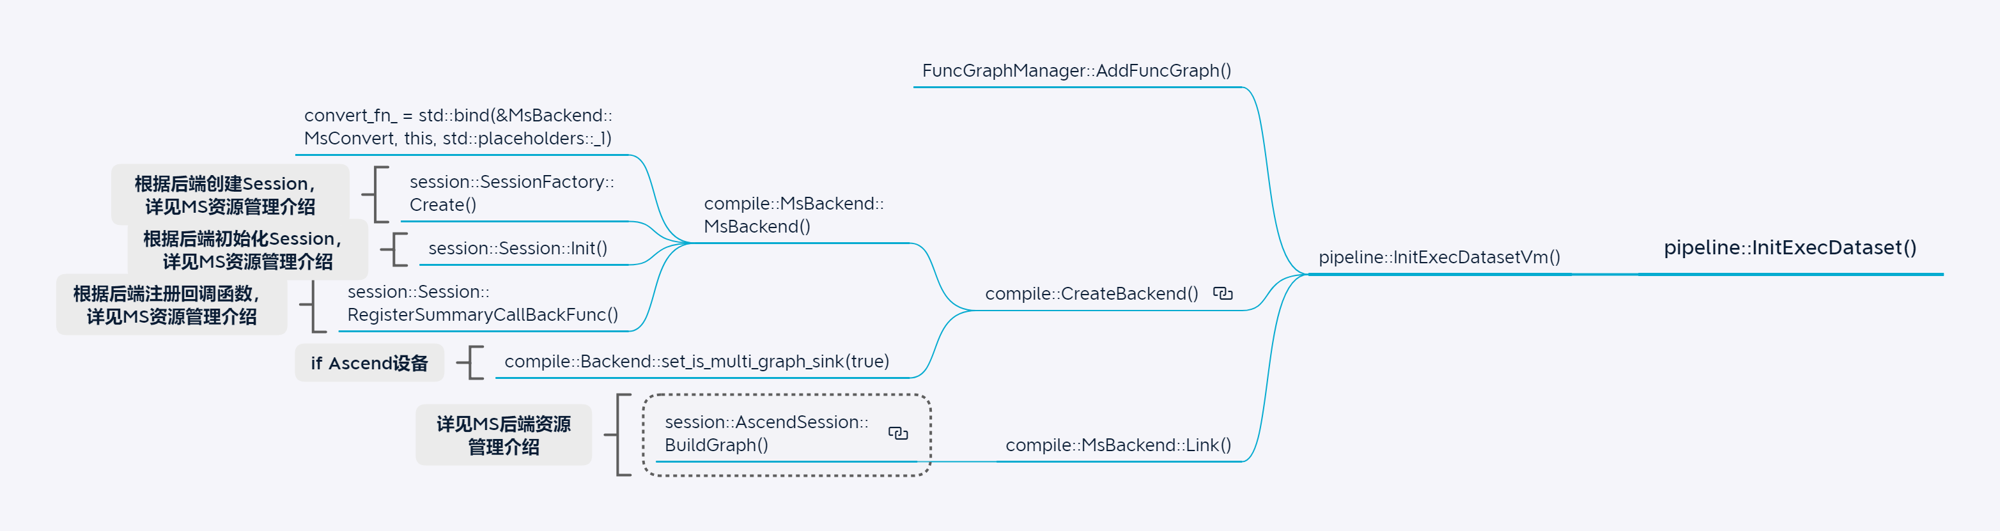 FuncGraphManager::AddFuncGraph()
convert_fn_ = std::bind(&MsBackend::
MsConvert, this, std::placeholders::_1)
根据后端创建Session，
详见MS资源管理介绍
session::SessionFactory::
Create()
compile::MsBackend::
MsBackend()
根据后端初始化Session，
详见MS资源管理介绍
session::Session::Init()
pipeline::InitExecDatasetVm()
pipeline::InitExecDataset()
根据后端注册回调函数，
详见MS资源管理介绍
session::Session::
RegisterSummaryCallBackFunc()
compile::CreateBackend()
if Ascend设备
compile::Backend::set_is_multi_graph_sink(true)
详见MS后端资源
管理介绍
session::AscendSession::
BuildGraph()
compile::MsBackend::Link()